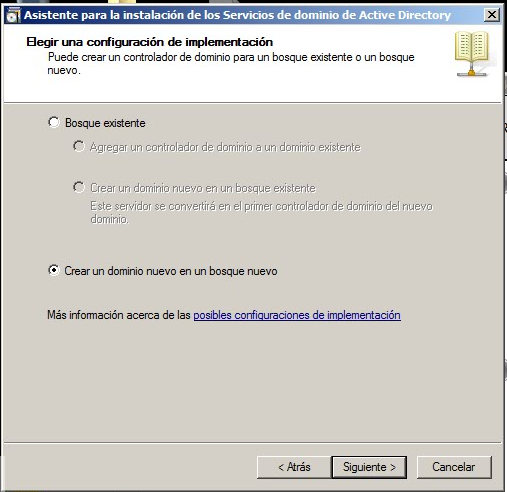 Asistente para la instalación de los Servicios de dominio de Active Directory
Elegir una configuración de implementación
Puede crear un controlador de dominio para un bosque existente o un bosque
nuevo.
Bosque existente
Agregar un controlador de dominio a un dominio existente
Crear un dominio nuevo en un bosque existente
Este servidor se convertirá en el primer controlador de dominio del nuevo
dominio.
Crear un dominio nuevo en un bosque nuevo
Más información acerca de las posibles configuraciones de implementación
< Atrás Siguiente > Cancelar